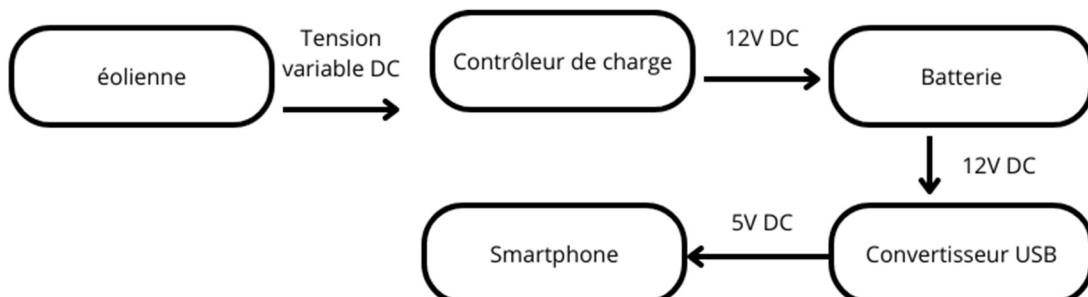 éolienne
Tension
variable DC
Contrôleur de charge
12V DC
Batterie
12V DC
Convertisseur USB
5V DC
Smartphone